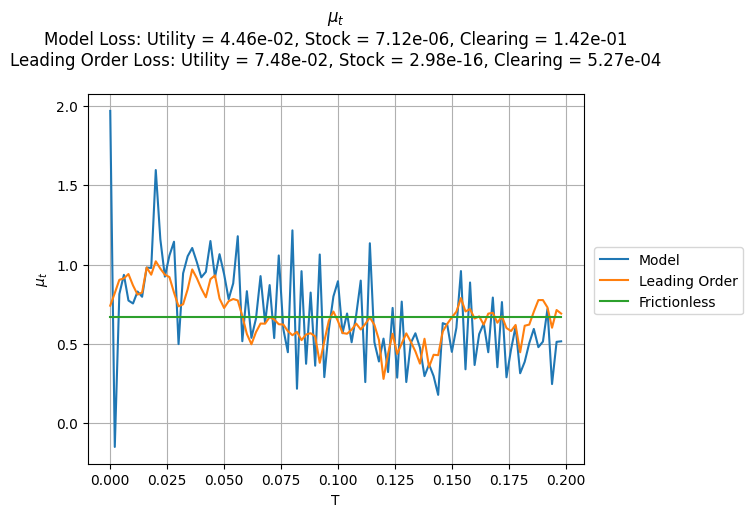 μₜ
Model Loss: Utility = 4.46e-02, Stock = 7.12e-06, Clearing = 1.42e-01
Leading Order Loss: Utility = 7.48e-02, Stock = 2.98e-16, Clearing = 5.27e-04
2.0
1.5
1.0
0.5
0.0
μₜ
0.000 0.025 0.050 0.075 0.100 0.125 0.150 0.175 0.200
T
Model
Leading Order
Frictionless